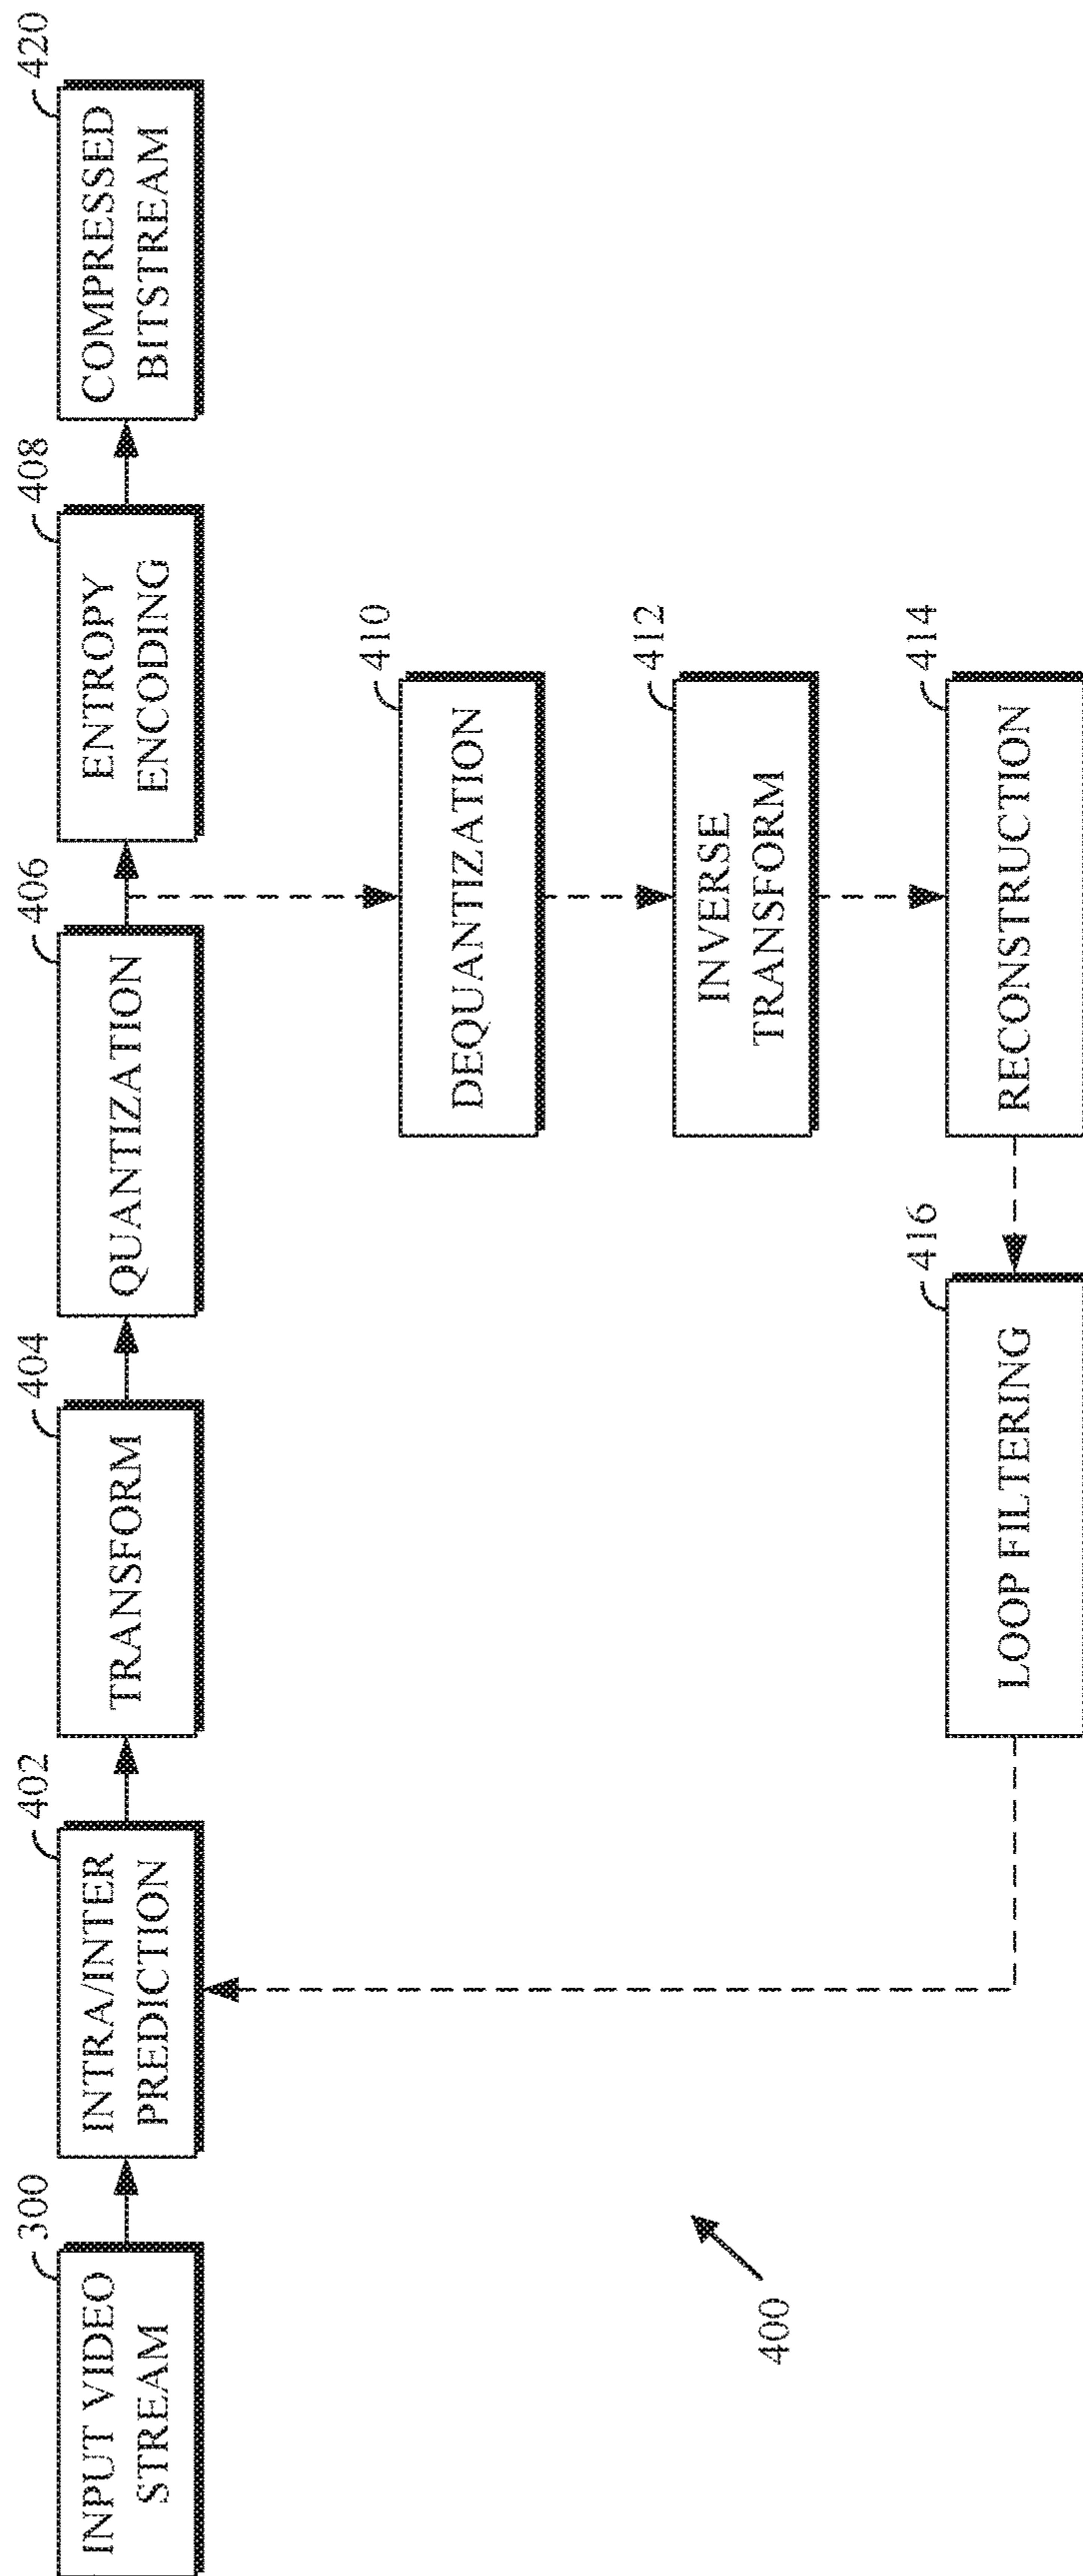 300
INPUT VIDEO
STREAM
402
INTRA/INTER
PREDICTION
404
TRANSFORM
406
QUANTIZATION
408
ENTROPY
ENCODING
420
COMPRESSED
BITSTREAM
410
DEQUANTIZATION
412
INVERSE
TRANSFORM
414
RECONSTRUCTION
416
LOOP FILTERING
400